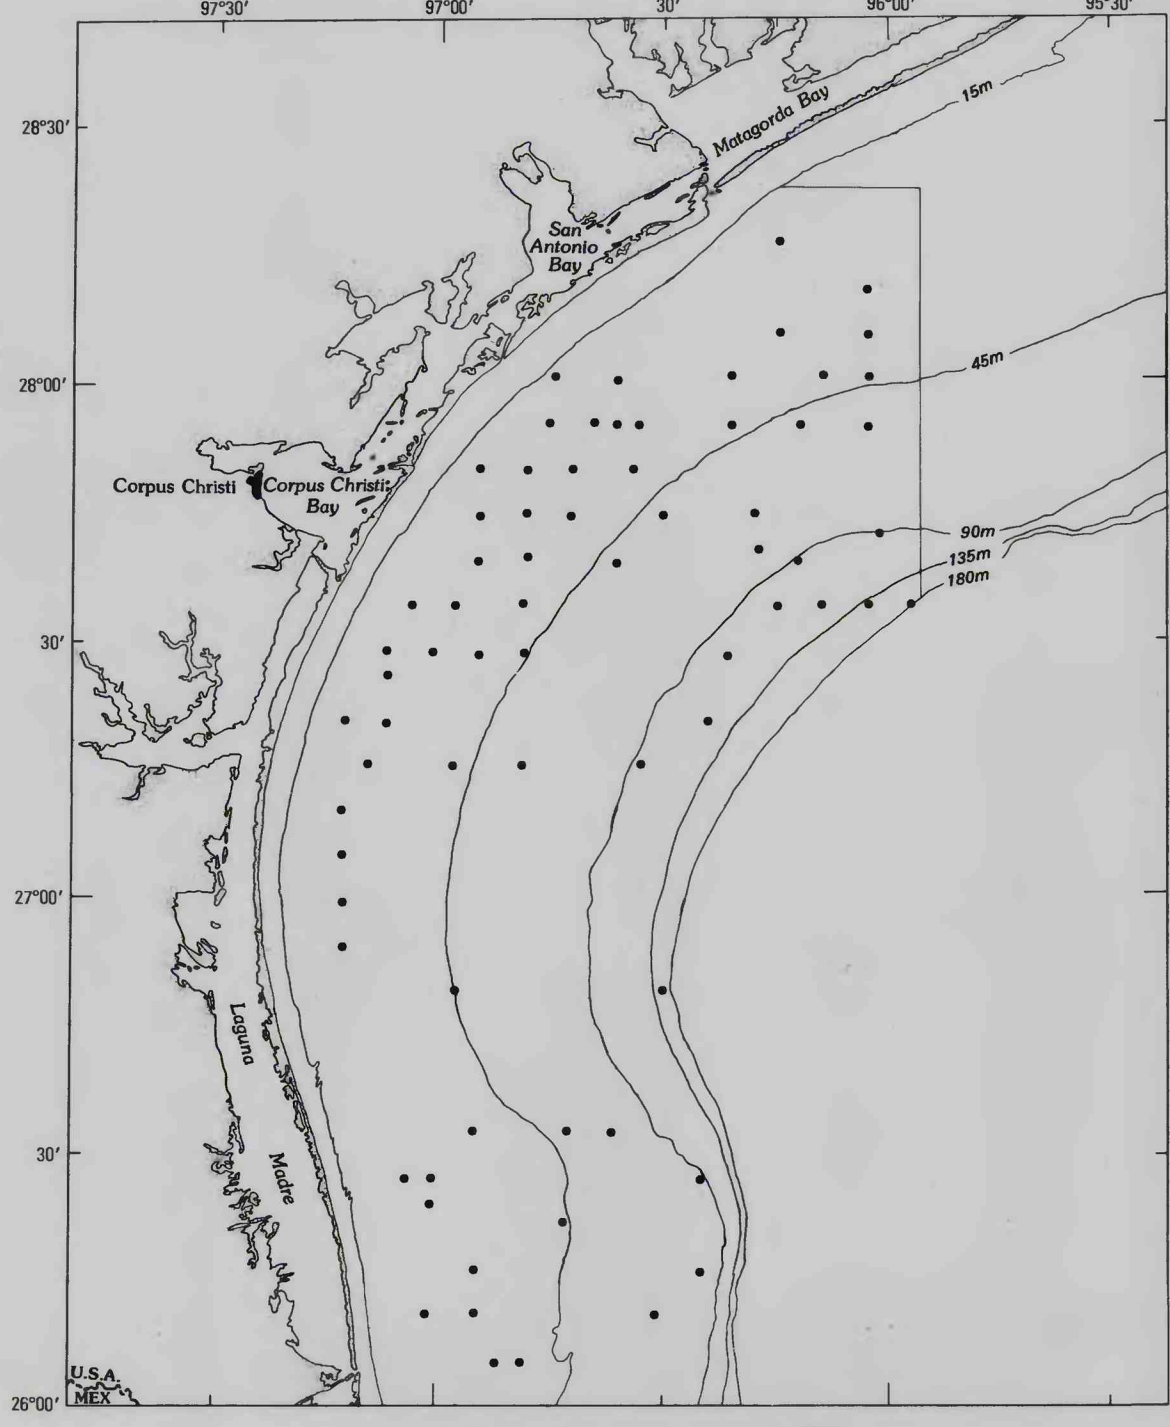 97°30'
97°00'
30'
96°00'
95°30'
28°30'
15m
Matagorda Bay
San
Antonio
Bay
45m
28°00'
Corpus Christi
Corpus Christi
Bay
90m
135m
180m
30'
27°00'
Laguna
Madre
30'
U.S.A.
MEX
26°00'